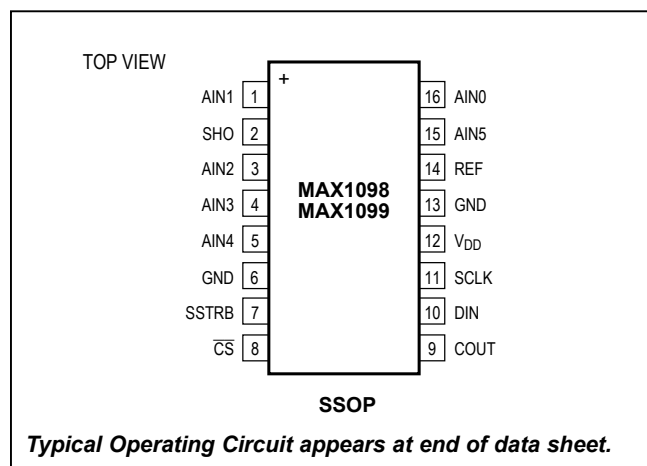 TOP VIEW
+
AIN1 1
SHO 2
AIN2 3
AIN3 4
AIN4 5
GND 6
SSTRB 7
C̅S̅ 8
MAX1098
MAX1099
16 AIN0
15 AIN5
14 REF
13 GND
12 VDD
11 SCLK
10 DIN
9 COUT
SSOP
Typical Operating Circuit appears at end of data sheet.